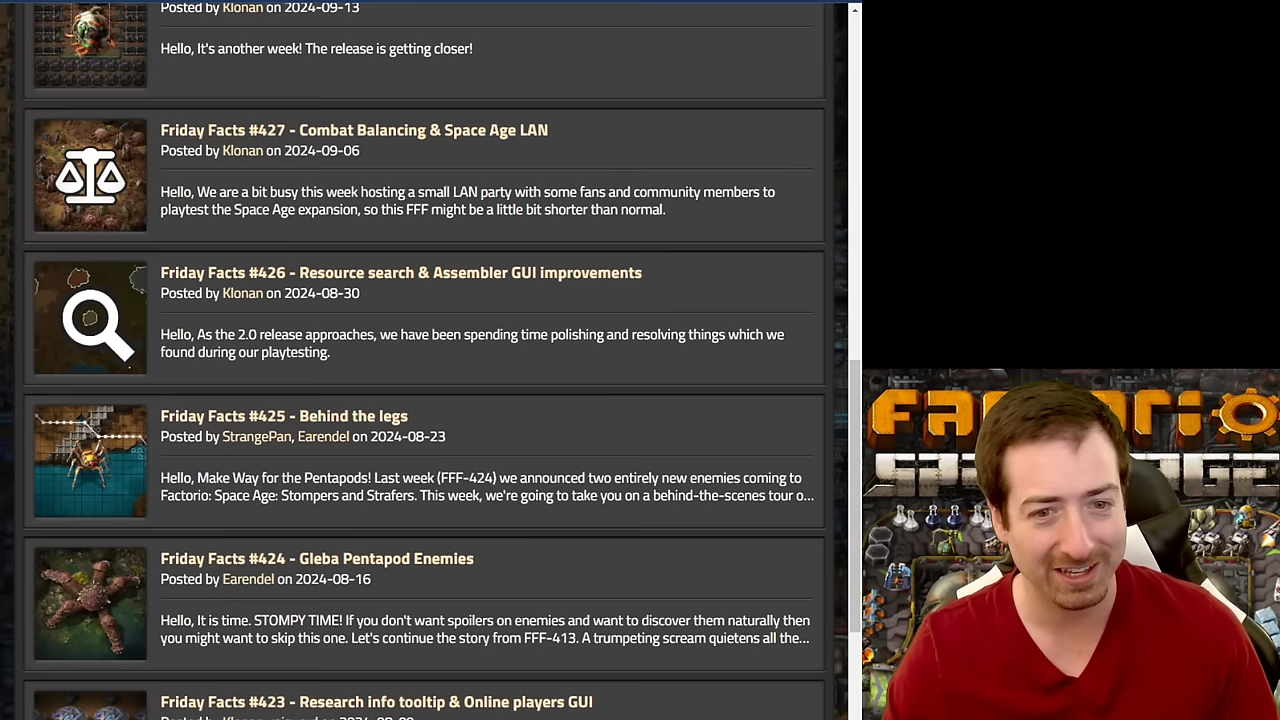 Posted by Klonan on 2024-09-13
Hello, It's another week! The release is getting closer!
Friday Facts #427 - Combat Balancing & Space Age LAN
Posted by Klonan on 2024-09-06
Hello, We are a bit busy this week hosting a small LAN party with some fans and community members to
playtest the Space Age expansion, so this FFF might be a little bit shorter than normal.
Friday Facts #426 - Resource search & Assembler GUI improvements
Posted by Klonan on 2024-08-30
Hello, As the 2.0 release approaches, we have been spending time polishing and resolving things which we
found during our playtesting.
Friday Facts #425 - Behind the legs
Posted by StrangePan, Earendel on 2024-08-23
Hello, Make Way for the Pentapods! Last week (FFF-424) we announced two entirely new enemies coming to
Factorio: Space Age: Stompers and Strafers. This week, we're going to take you on a behind-the-scenes tour o...
Friday Facts #424 - Gleba Pentapod Enemies
Posted by Earendel on 2024-08-16
Hello, It is time. STOMPY TIME! If you don't want spoilers on enemies and want to discover them naturally then
you might want to skip this one. Let's continue the story from FFF-413. A trumpeting scream quietens all the...
Friday Facts #423 - Research info tooltip & Online players GUI